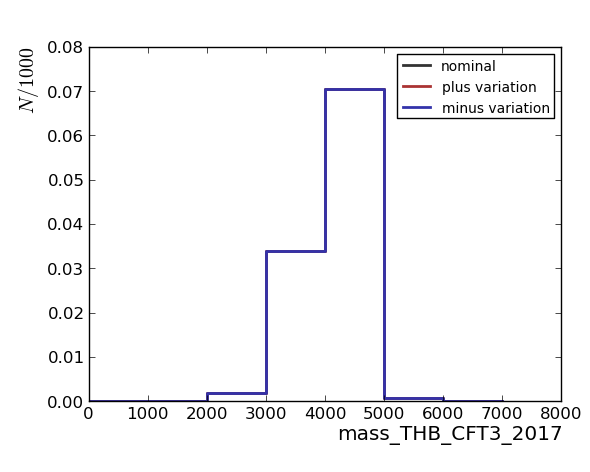 N/1000
0.08
0.07
0.06
0.05
0.04
0.03
0.02
0.01
0.00
nominal
plus variation
minus variation
0 1000 2000 3000 4000 5000 6000 7000 8000
mass_THB_CFT3_2017